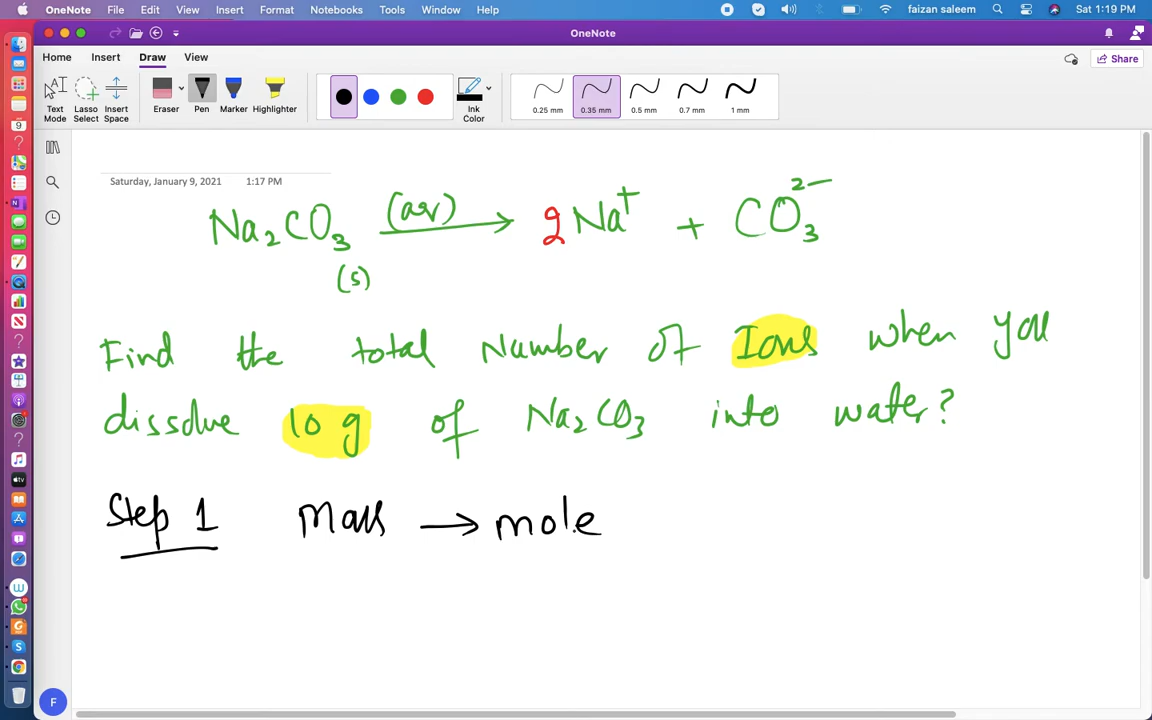 OneNote File Edit View Insert Format Notebooks Tools Window Help faizan saleem Sat 1:19 PM
OneNote
Home Insert Draw View Share
Text Mode Lasso Select Insert Space Eraser Pen Marker Highlighter Ink Color 0.25 mm 0.35 mm 0.5 mm 0.7 mm 1 mm
Saturday, January 9, 2021 1:17 PM
Na₂CO₃ (s) (aq) → 2Na⁺ + CO₃²⁻
Find the total Number of Ions when you
dissolve 10 g of Na₂CO₃ into water?
Step 1 Mass → mole
F